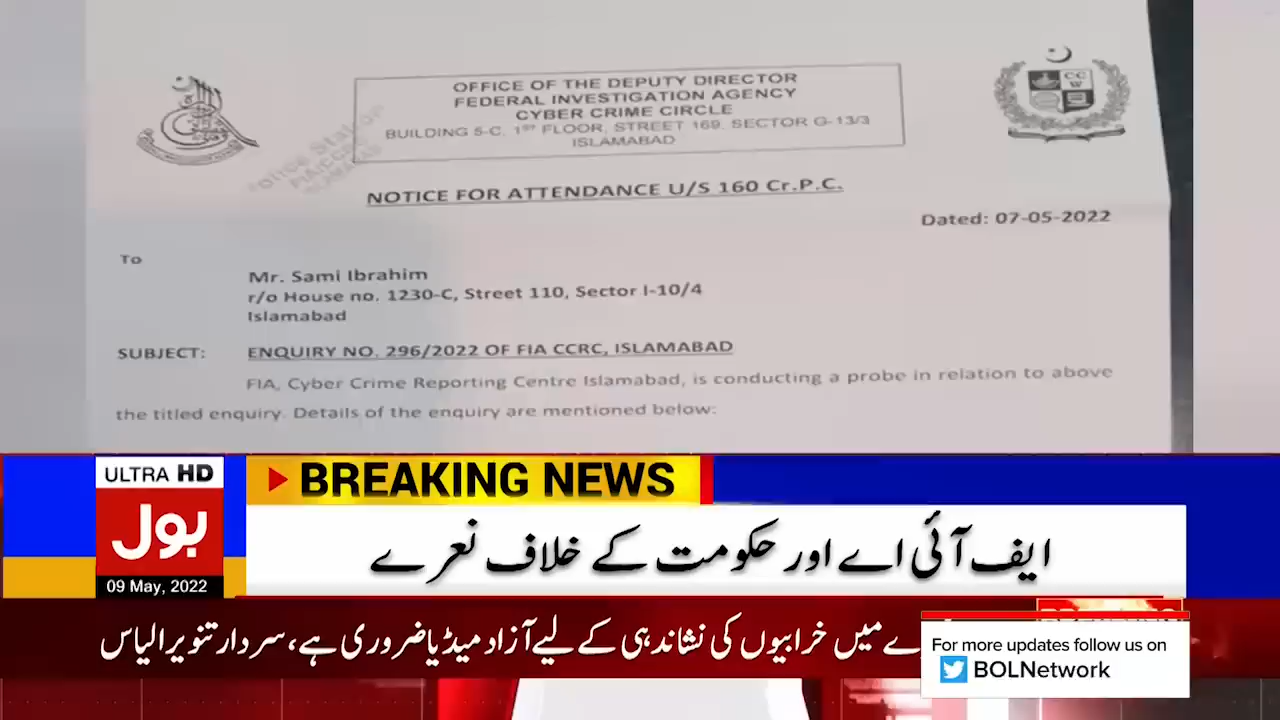 OFFICE OF THE DEPUTY DIRECTOR
FEDERAL INVESTIGATION AGENCY
CYBER CRIME CIRCLE
BUILDING 5-C, 1ST FLOOR, STREET 169, SECTOR G-13/3
ISLAMABAD
NOTICE FOR ATTENDANCE U/S 160 Cr.P.C.
Dated: 07-05-2022
To
Mr. Sami Ibrahim
r/o House no. 1230-C, Street 110, Sector I-10/4
Islamabad
SUBJECT: ENQUIRY NO. 296/2022 OF FIA CCRC, ISLAMABAD
FIA, Cyber Crime Reporting Centre Islamabad, is conducting a probe in relation to above
the titled enquiry. Details of the enquiry are mentioned below:
ULTRA HD
BREAKING NEWS
بول
ایف آئی اے اور حکومت کے خلاف نعرے
09 May, 2022
میں خرابیوں کی نشاندہی کے لیے آزاد میڈیا ضروری ہے، سردار تنویر الیاس
For more updates follow us on
BOLNetwork